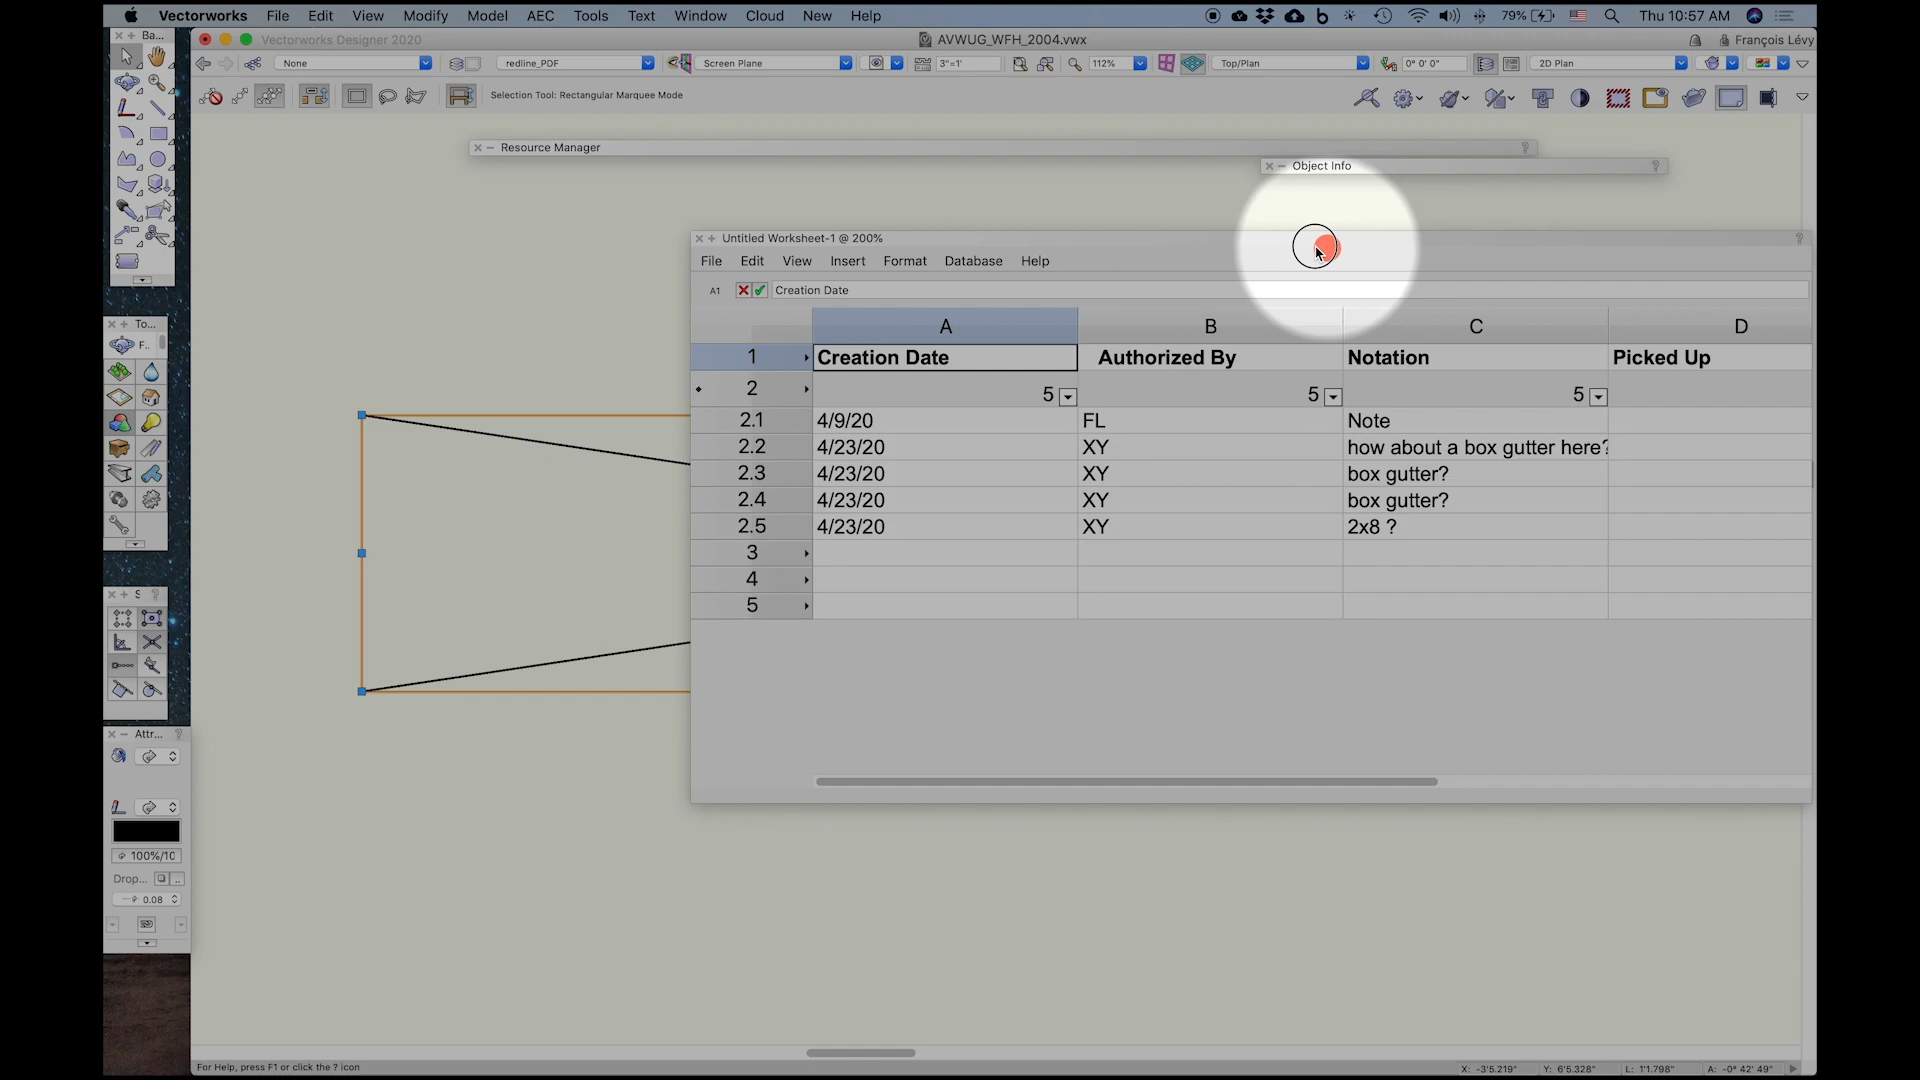 Vectorworks File Edit View Modify Model AEC Tools Text Window Cloud New Help 79% Thu 10:57 AM
Ba...
Vectorworks Designer 2020 AVWUG_WFH_2004.vwx François Lévy
None redline_PDF Screen Plane 3"=1' 112% Top/Plan 0° 0' 0" 2D Plan
Selection Tool: Rectangular Marquee Mode
Resource Manager ?
Object Info ?
Untitled Worksheet-1 @ 200% ?
File Edit View Insert Format Database Help
A1 Creation Date
A B C D
1 Creation Date Authorized By Notation Picked Up
2 5 5 5
2.1 4/9/20 FL Note
2.2 4/23/20 XY how about a box gutter here?
2.3 4/23/20 XY box gutter?
2.4 4/23/20 XY box gutter?
2.5 4/23/20 XY 2x8 ?
3
4
5
To...
F..
S ?
Attr... ?
100%/10
Drop... ..
0.08
For Help, press F1 or click the ? icon
X: -3'5.219" Y: 6'5.328" L: 1'1.798" A: -0° 42' 49"